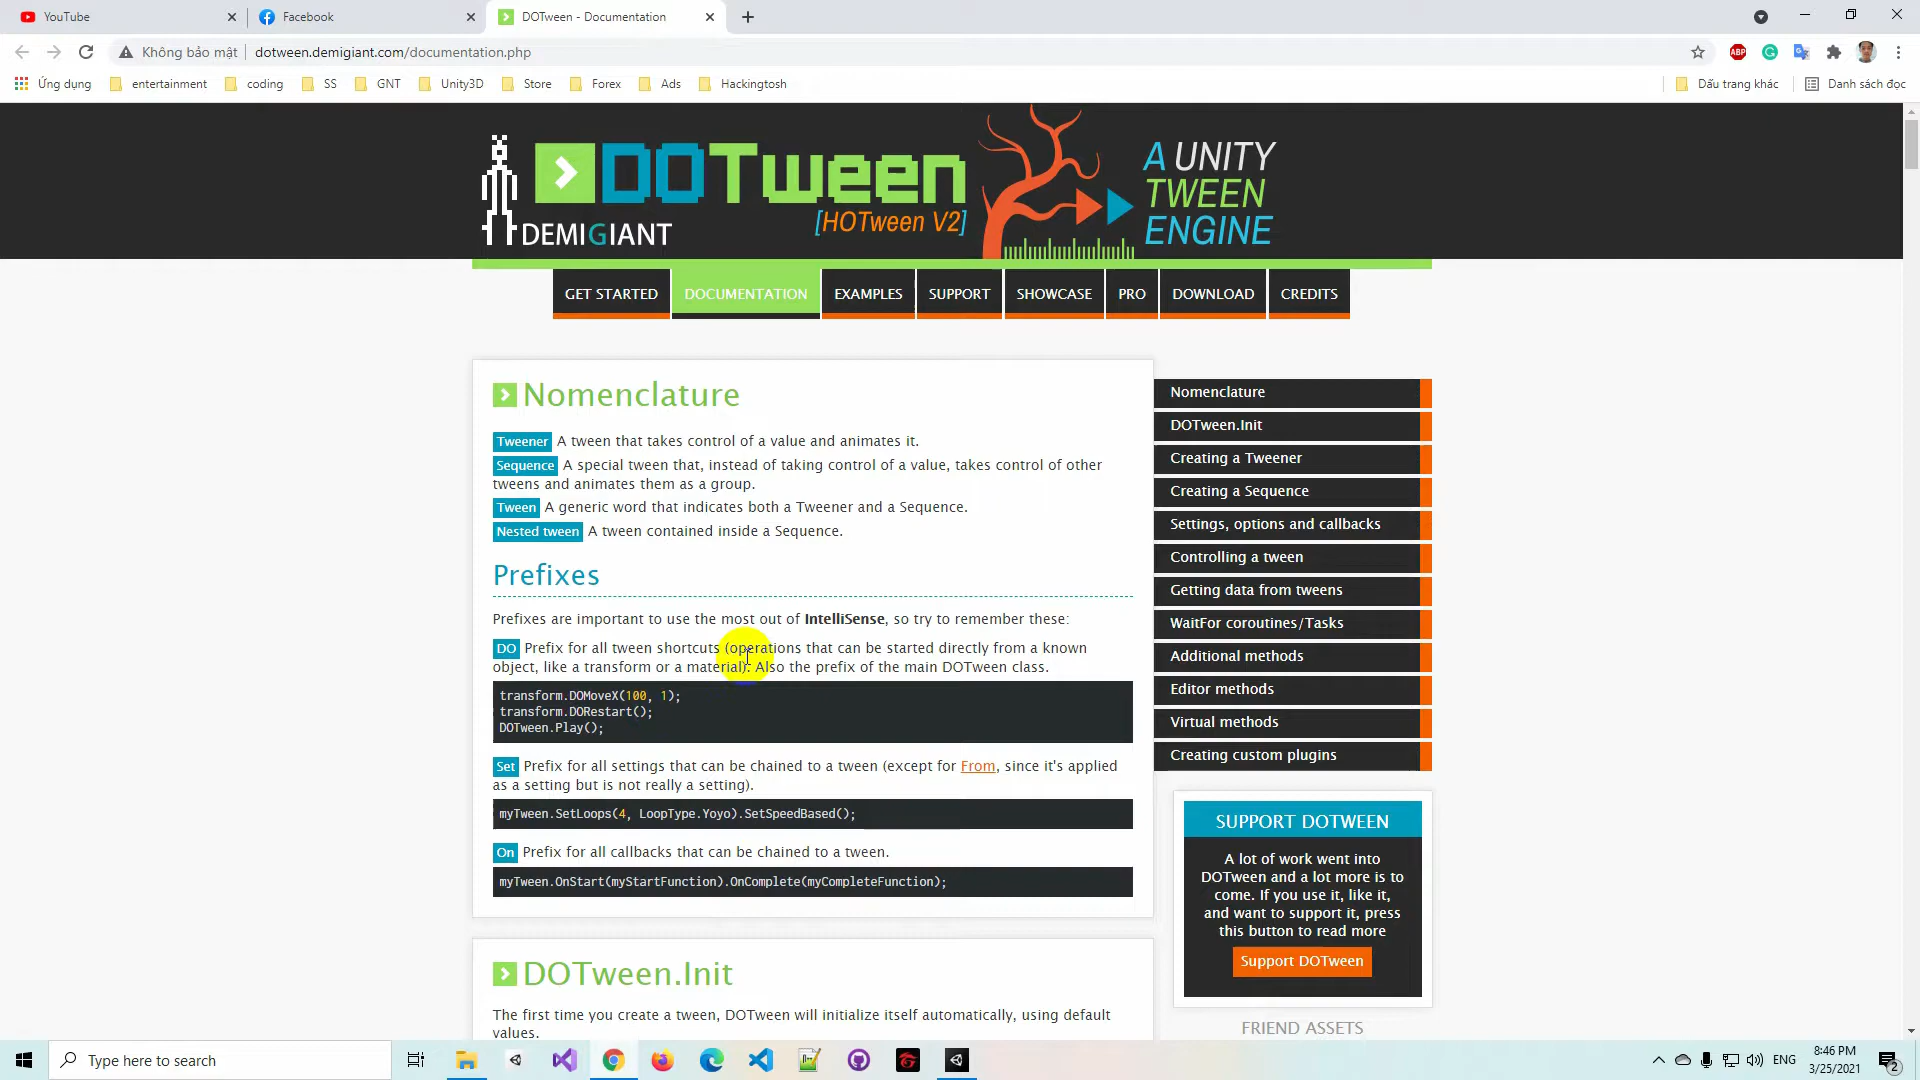 YouTube
Facebook
DOTween - Documentation
Không bảo mật
dotween.demigiant.com/documentation.php
ABP
Ứng dụng
entertainment
coding
SS
GNT
Unity3D
Store
Forex
Ads
Hackingtosh
Dấu trang khác
Danh sách đọc
DOTween
[HOTween V2]
DEMIGIANT
A UNITY
TWEEN
ENGINE
GET STARTED
DOCUMENTATION
EXAMPLES
SUPPORT
SHOWCASE
PRO
DOWNLOAD
CREDITS
Nomenclature
Tweener A tween that takes control of a value and animates it.
Sequence A special tween that, instead of taking control of a value, takes control of other
tweens and animates them as a group.
Tween A generic word that indicates both a Tweener and a Sequence.
Nested tween A tween contained inside a Sequence.
Prefixes
Prefixes are important to use the most out of IntelliSense, so try to remember these:
DO Prefix for all tween shortcuts (operations that can be started directly from a known
object, like a transform or a material). Also the prefix of the main DOTween class.
transform.DOMoveX(100, 1);
transform.DORestart();
DOTween.Play();
Set Prefix for all settings that can be chained to a tween (except for From, since it's applied
as a setting but is not really a setting).
myTween.SetLoops(4, LoopType.Yoyo).SetSpeedBased();
On Prefix for all callbacks that can be chained to a tween.
myTween.OnStart(myStartFunction).OnComplete(myCompleteFunction);
DOTween.Init
The first time you create a tween, DOTween will initialize itself automatically, using default
values.
Nomenclature
DOTween.Init
Creating a Tweener
Creating a Sequence
Settings, options and callbacks
Controlling a tween
Getting data from tweens
WaitFor coroutines/Tasks
Additional methods
Editor methods
Virtual methods
Creating custom plugins
SUPPORT DOTWEEN
A lot of work went into
DOTween and a lot more is to
come. If you use it, like it,
and want to support it, press
this button to read more
Support DOTween
FRIEND ASSETS
Type here to search
ENG
8:46 PM
3/25/2021
2